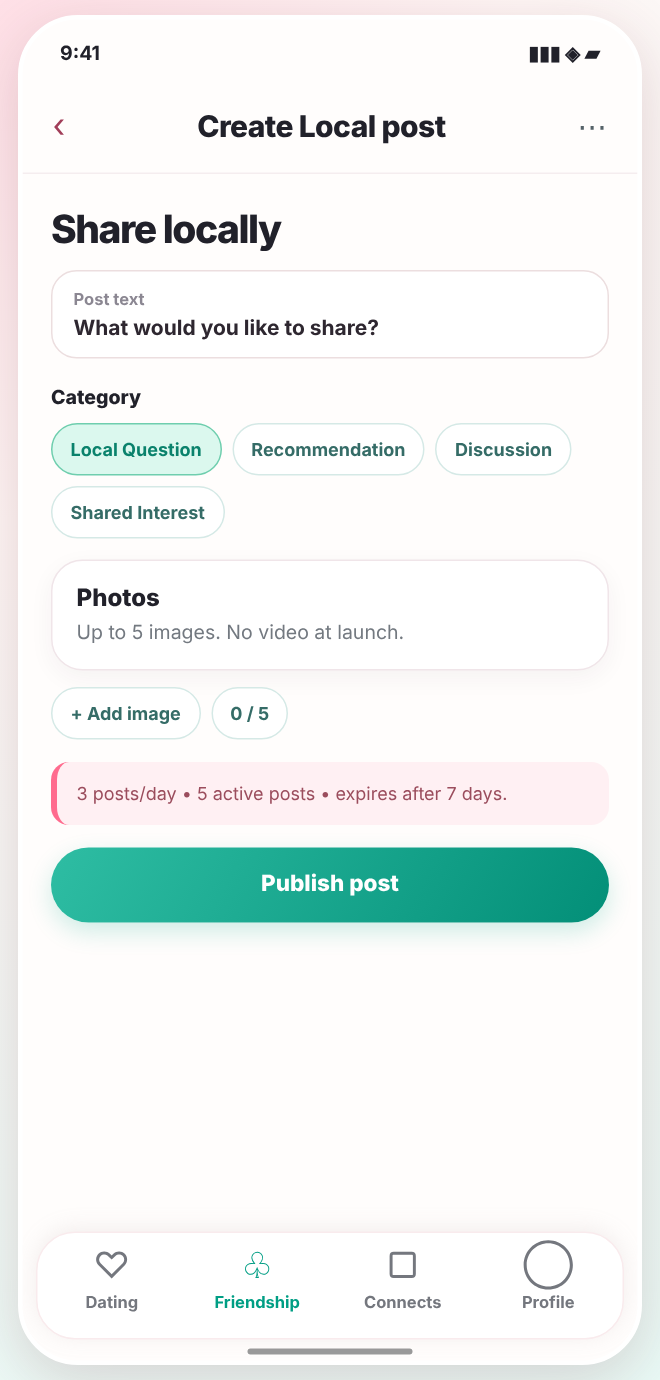 9:41
Create Local post
Share locally
Post text
What would you like to share?
Category
Local Question
Recommendation
Discussion
Shared Interest
Photos
Up to 5 images. No video at launch.
+ Add image
0 / 5
3 posts/day • 5 active posts • expires after 7 days.
Publish post
Dating
Friendship
Connects
Profile